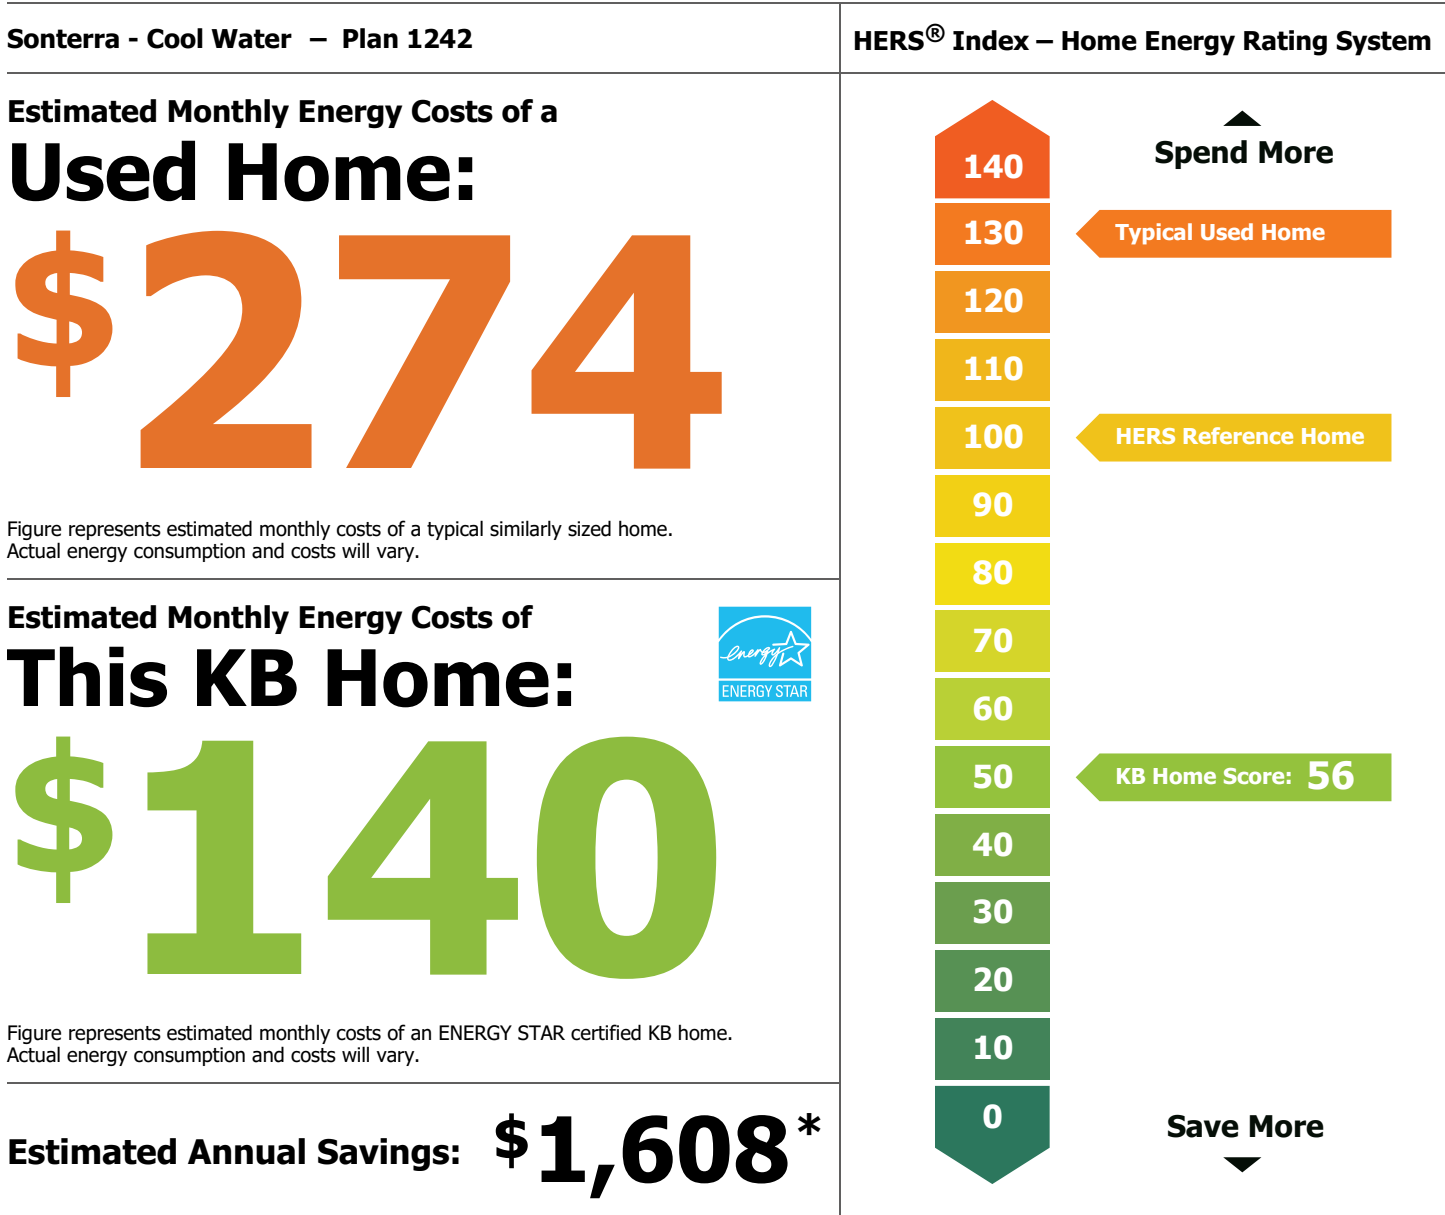 Sonterra - Cool Water – Plan 1242
Estimated Monthly Energy Costs of a
Used Home:
$274
Figure represents estimated monthly costs of a typical similarly sized home.
Actual energy consumption and costs will vary.
Estimated Monthly Energy Costs of
This KB Home:
energy
ENERGY STAR
$140
Figure represents estimated monthly costs of an ENERGY STAR certified KB home.
Actual energy consumption and costs will vary.
Estimated Annual Savings: $1,608*
HERS® Index – Home Energy Rating System
Spend More
140
130 Typical Used Home
120
110
100 HERS Reference Home
90
80
70
60
50 KB Home Score: 56
40
30
20
10
0
Save More